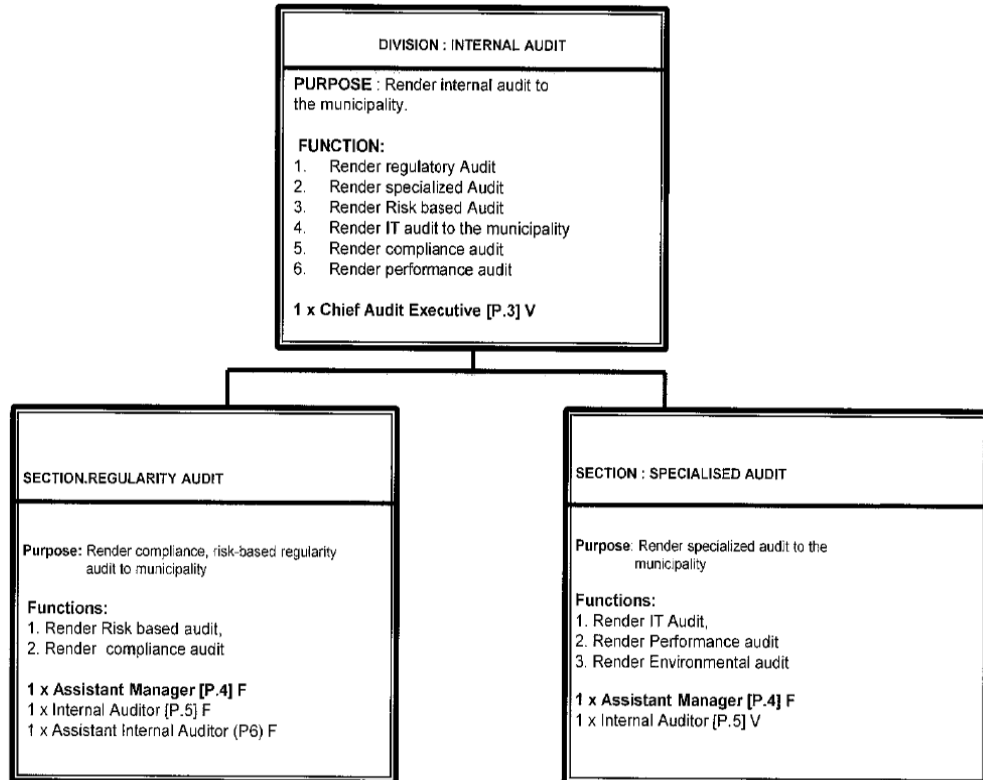 DIVISION : INTERNAL AUDIT
PURPOSE : Render internal audit to
the municipality.
FUNCTION:
1. Render regulatory Audit
2. Render specialized Audit
3. Render Risk based Audit
4. Render IT audit to the municipality
5. Render compliance audit
6. Render performance audit
1 x Chief Audit Executive [P.3] V
SECTION.REGULARITY AUDIT
Purpose: Render compliance, risk-based regularity
audit to municipality
Functions:
1. Render Risk based audit,
2. Render compliance audit
1 x Assistant Manager [P.4] F
1 x Internal Auditor [P.5] F
1 x Assistant Internal Auditor (P6) F
SECTION : SPECIALISED AUDIT
Purpose: Render specialized audit to the
municipality
Functions:
1. Render IT Audit,
2. Render Performance audit
3. Render Environmental audit
1 x Assistant Manager [P.4] F
1 x Internal Auditor [P.5] V